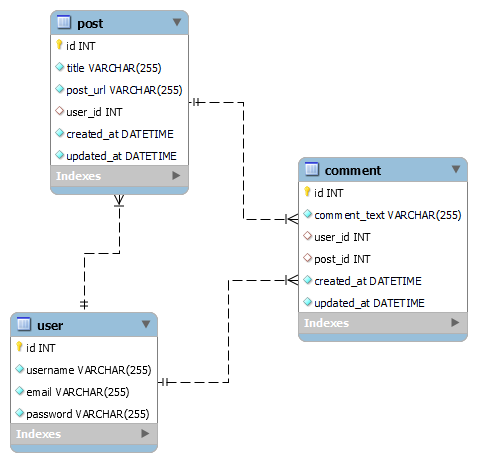 post
id INT
title VARCHAR(255)
post_url VARCHAR(255)
user_id INT
created_at DATETIME
updated_at DATETIME
Indexes
comment
id INT
comment_text VARCHAR(255)
user_id INT
post_id INT
created_at DATETIME
updated_at DATETIME
Indexes
user
id INT
username VARCHAR(255)
email VARCHAR(255)
password VARCHAR(255)
Indexes